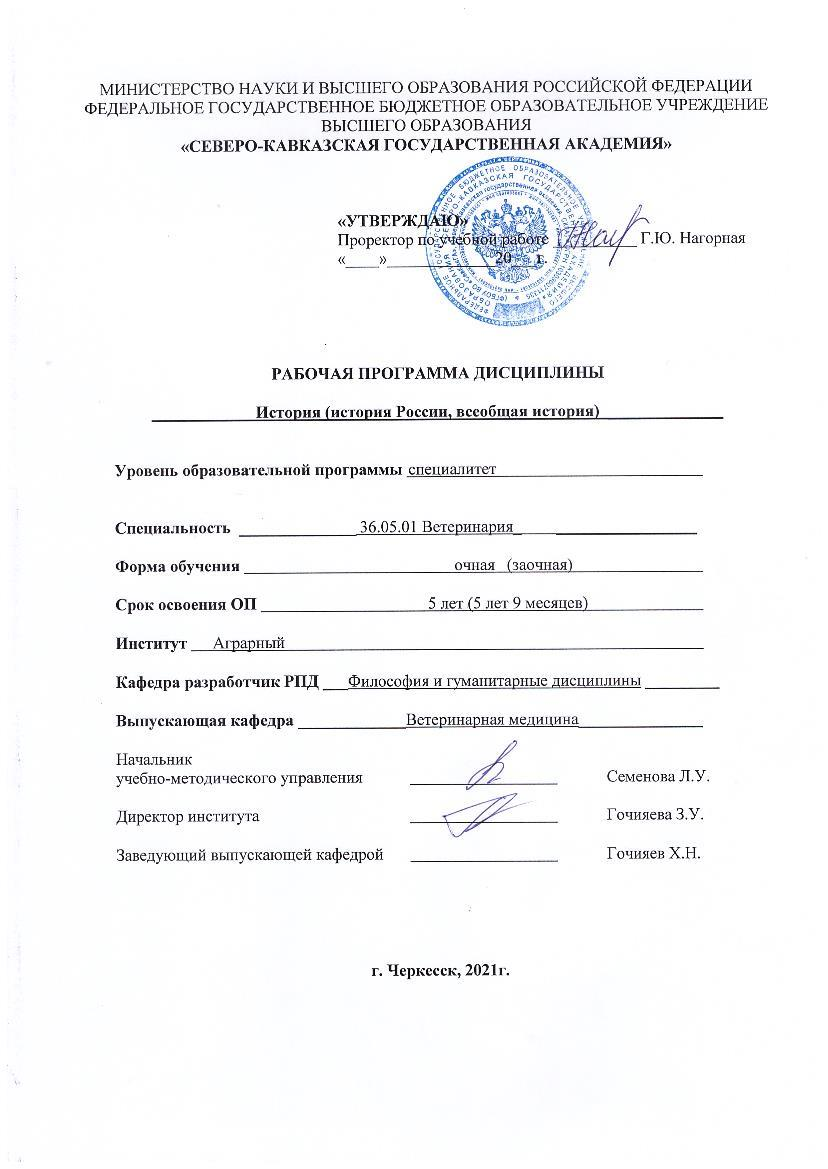 МИНИСТЕРСТВО НАУКИ И ВЫСШЕГО ОБРАЗОВАНИЯ РОССИЙСКОЙ ФЕДЕРАЦИИ
ФЕДЕРАЛЬНОЕ ГОСУДАРСТВЕННОЕ БЮДЖЕТНОЕ ОБРАЗОВАТЕЛЬНОЕ УЧРЕЖДЕНИЕ
ВЫСШЕГО ОБРАЗОВАНИЯ
«СЕВЕРО-КАВКАЗСКАЯ ГОСУДАРСТВЕННАЯ АКАДЕМИЯ»
«УТВЕРЖДАЮ»
Проректор по учебной работе __________ Г.Ю. Нагорная
«____»_____________20___г.
РАБОЧАЯ ПРОГРАММА ДИСЦИПЛИНЫ
История (история России, всеобщая история)
Уровень образовательной программы специалитет
Специальность 36.05.01 Ветеринария
Форма обучения очная (заочная)
Срок освоения ОП 5 лет (5 лет 9 месяцев)
Институт Аграрный
Кафедра разработчик РПД Философия и гуманитарные дисциплины
Выпускающая кафедра Ветеринарная медицина
Начальник
учебно-методического управления Семенова Л.У.
Директор института Гочияева З.У.
Заведующий выпускающей кафедрой Гочияев Х.Н.
г. Черкесск, 2021г.